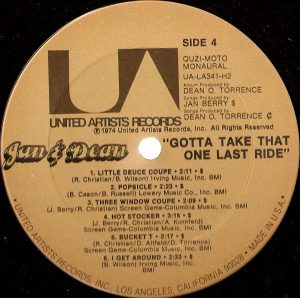 UA
SIDE 4
QUZI-MOTO
MONAURAL
UA-LA341-H2
Album Produced by
DEAN O. TORRENCE
Songs Produced by
JAN BERRY $
Songs Produced by
DEAN O. TORRENCE ¢
UNITED ARTISTS RECORDS
℗1974 United Artists Records, Inc. All Rights Reserved
Jan & Dean
"GOTTA TAKE THAT
ONE LAST RIDE"
1. LITTLE DEUCE COUPE • 2:11 • $
(R. Christian/B. Wilson) Irving Music, Inc. BMI
2. POPSICLE • 2:23 • $
(B. Cason/B. Russell) Lowery Music Co., Inc. BMI
3. THREE WINDOW COUPE • 2:09 • $
(J. Berry/R. Christian) Screen Gems-Columbia Music, Inc. BMI
4. HOT STOCKER • 3:15 • $
(J. Berry/R. Christian/A. Kornfeld)
Screen Gems-Columbia Music, Inc. BMI
5. BUCKET T • 2:17 • $
(R. Christian/D. Altfeld/D. Torrence)
Screen Gems-Columbia Music, Inc. BMI
6. I GET AROUND • 2:33 • $
(B. Wilson) Irving Music, Inc. BMI
UNITED ARTISTS RECORDS, INC. LOS ANGELES, CALIFORNIA 90028 • MADE IN U.S.A.